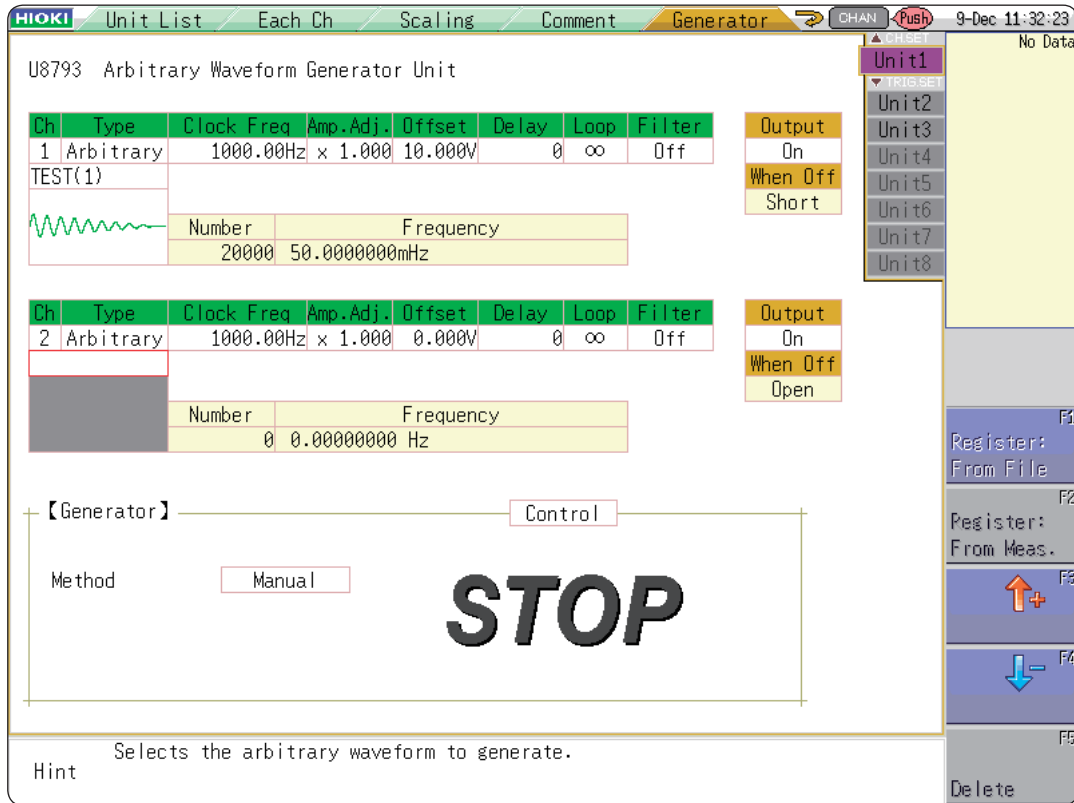 HIOKI Unit List Each Ch Scaling Comment Generator CHAN Push 9-Dec 11:32:23
▲ CH.SET No Data
U8793 Arbitrary Waveform Generator Unit Unit1
▼ TRIG.SET
Unit2
Ch Type Clock Freq Amp.Adj. Offset Delay Loop Filter Output Unit3
1 Arbitrary 1000.00Hz x 1.000 10.000V 0 ∞ Off On Unit4
TEST(1) When Off Unit5
Short Unit6
Number Frequency Unit7
20000 50.0000000mHz Unit8
Ch Type Clock Freq Amp.Adj. Offset Delay Loop Filter Output
2 Arbitrary 1000.00Hz x 1.000 0.000V 0 ∞ Off On
When Off
Open
Number Frequency F1
0 0.00000000 Hz Register:
From File
F2
【Generator】 Control Register:
From Meas.
Method Manual STOP F3
F4
Selects the arbitrary waveform to generate. F5
Hint
Delete